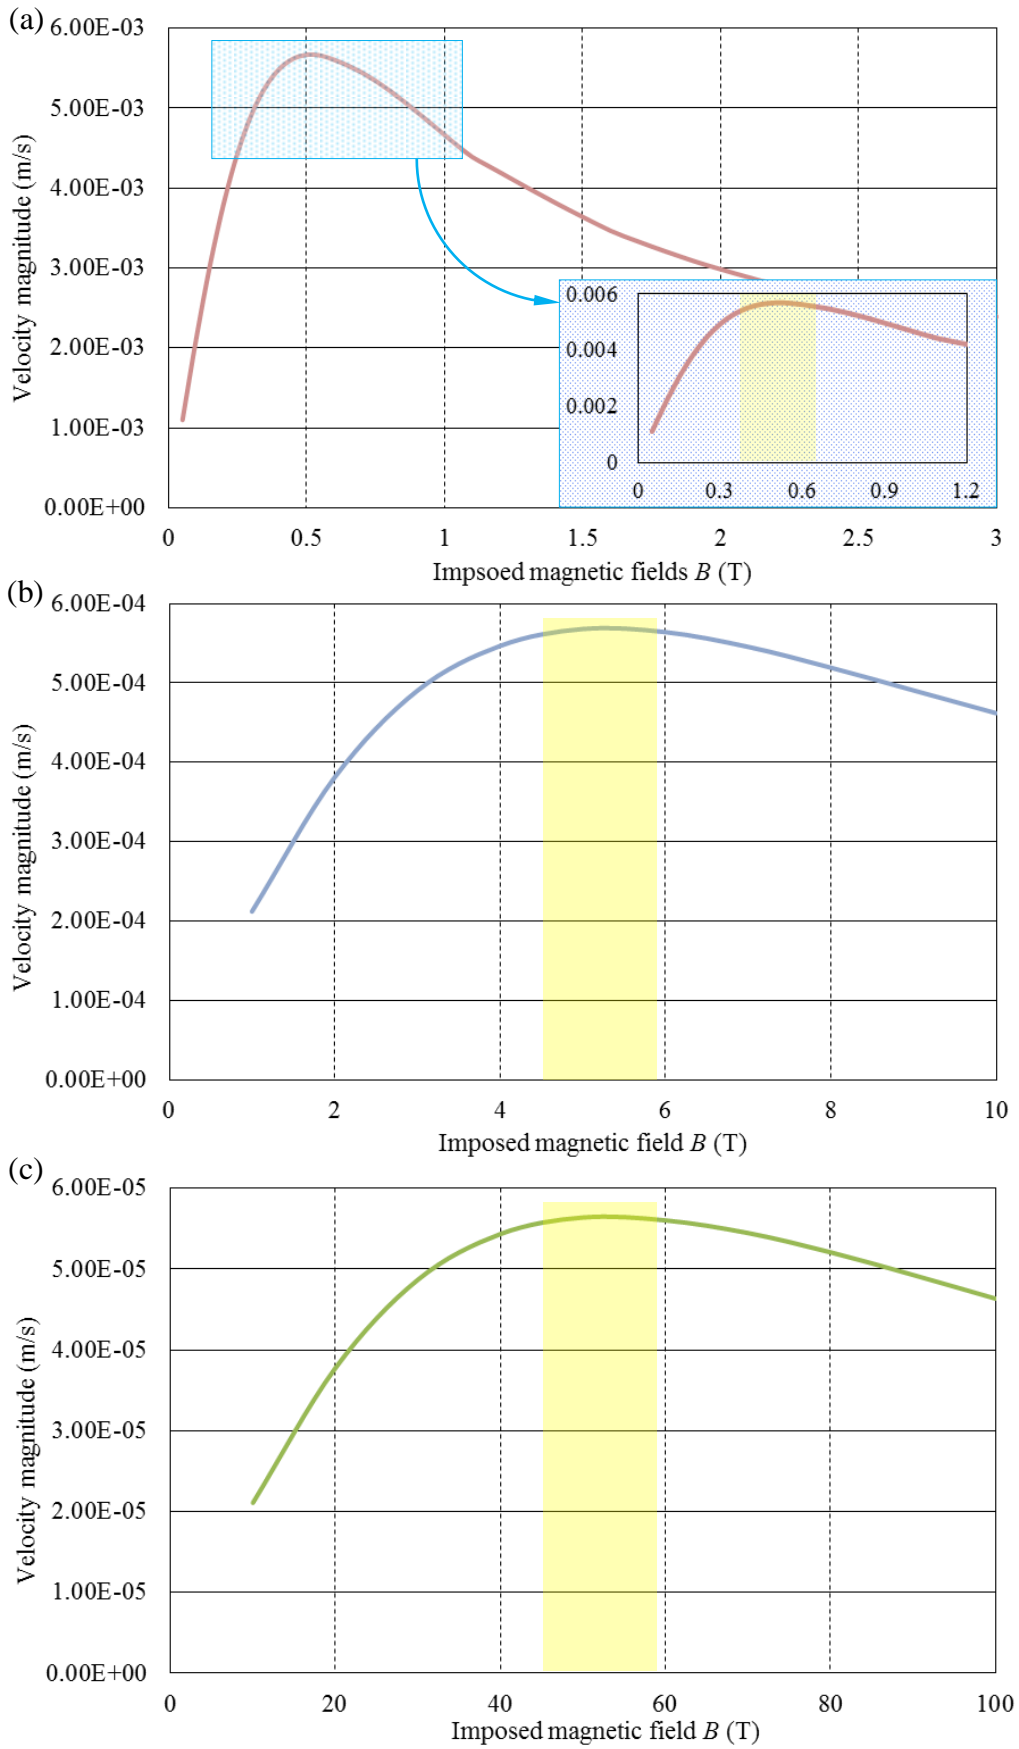 (a)
6.00E-03
5.00E-03
4.00E-03
3.00E-03
2.00E-03
1.00E-03
0.00E+00
Velocity magnitude (m/s)
0.006
0.004
0.002
0
0 0.3 0.6 0.9 1.2
0 0.5 1 1.5 2 2.5 3
Impsoed magnetic fields B (T)
(b)
6.00E-04
5.00E-04
4.00E-04
3.00E-04
2.00E-04
1.00E-04
0.00E+00
Velocity magnitude (m/s)
0 2 4 6 8 10
Imposed magnetic field B (T)
(c)
6.00E-05
5.00E-05
4.00E-05
3.00E-05
2.00E-05
1.00E-05
0.00E+00
Velocity magnitude (m/s)
0 20 40 60 80 100
Imposed magnetic field B (T)